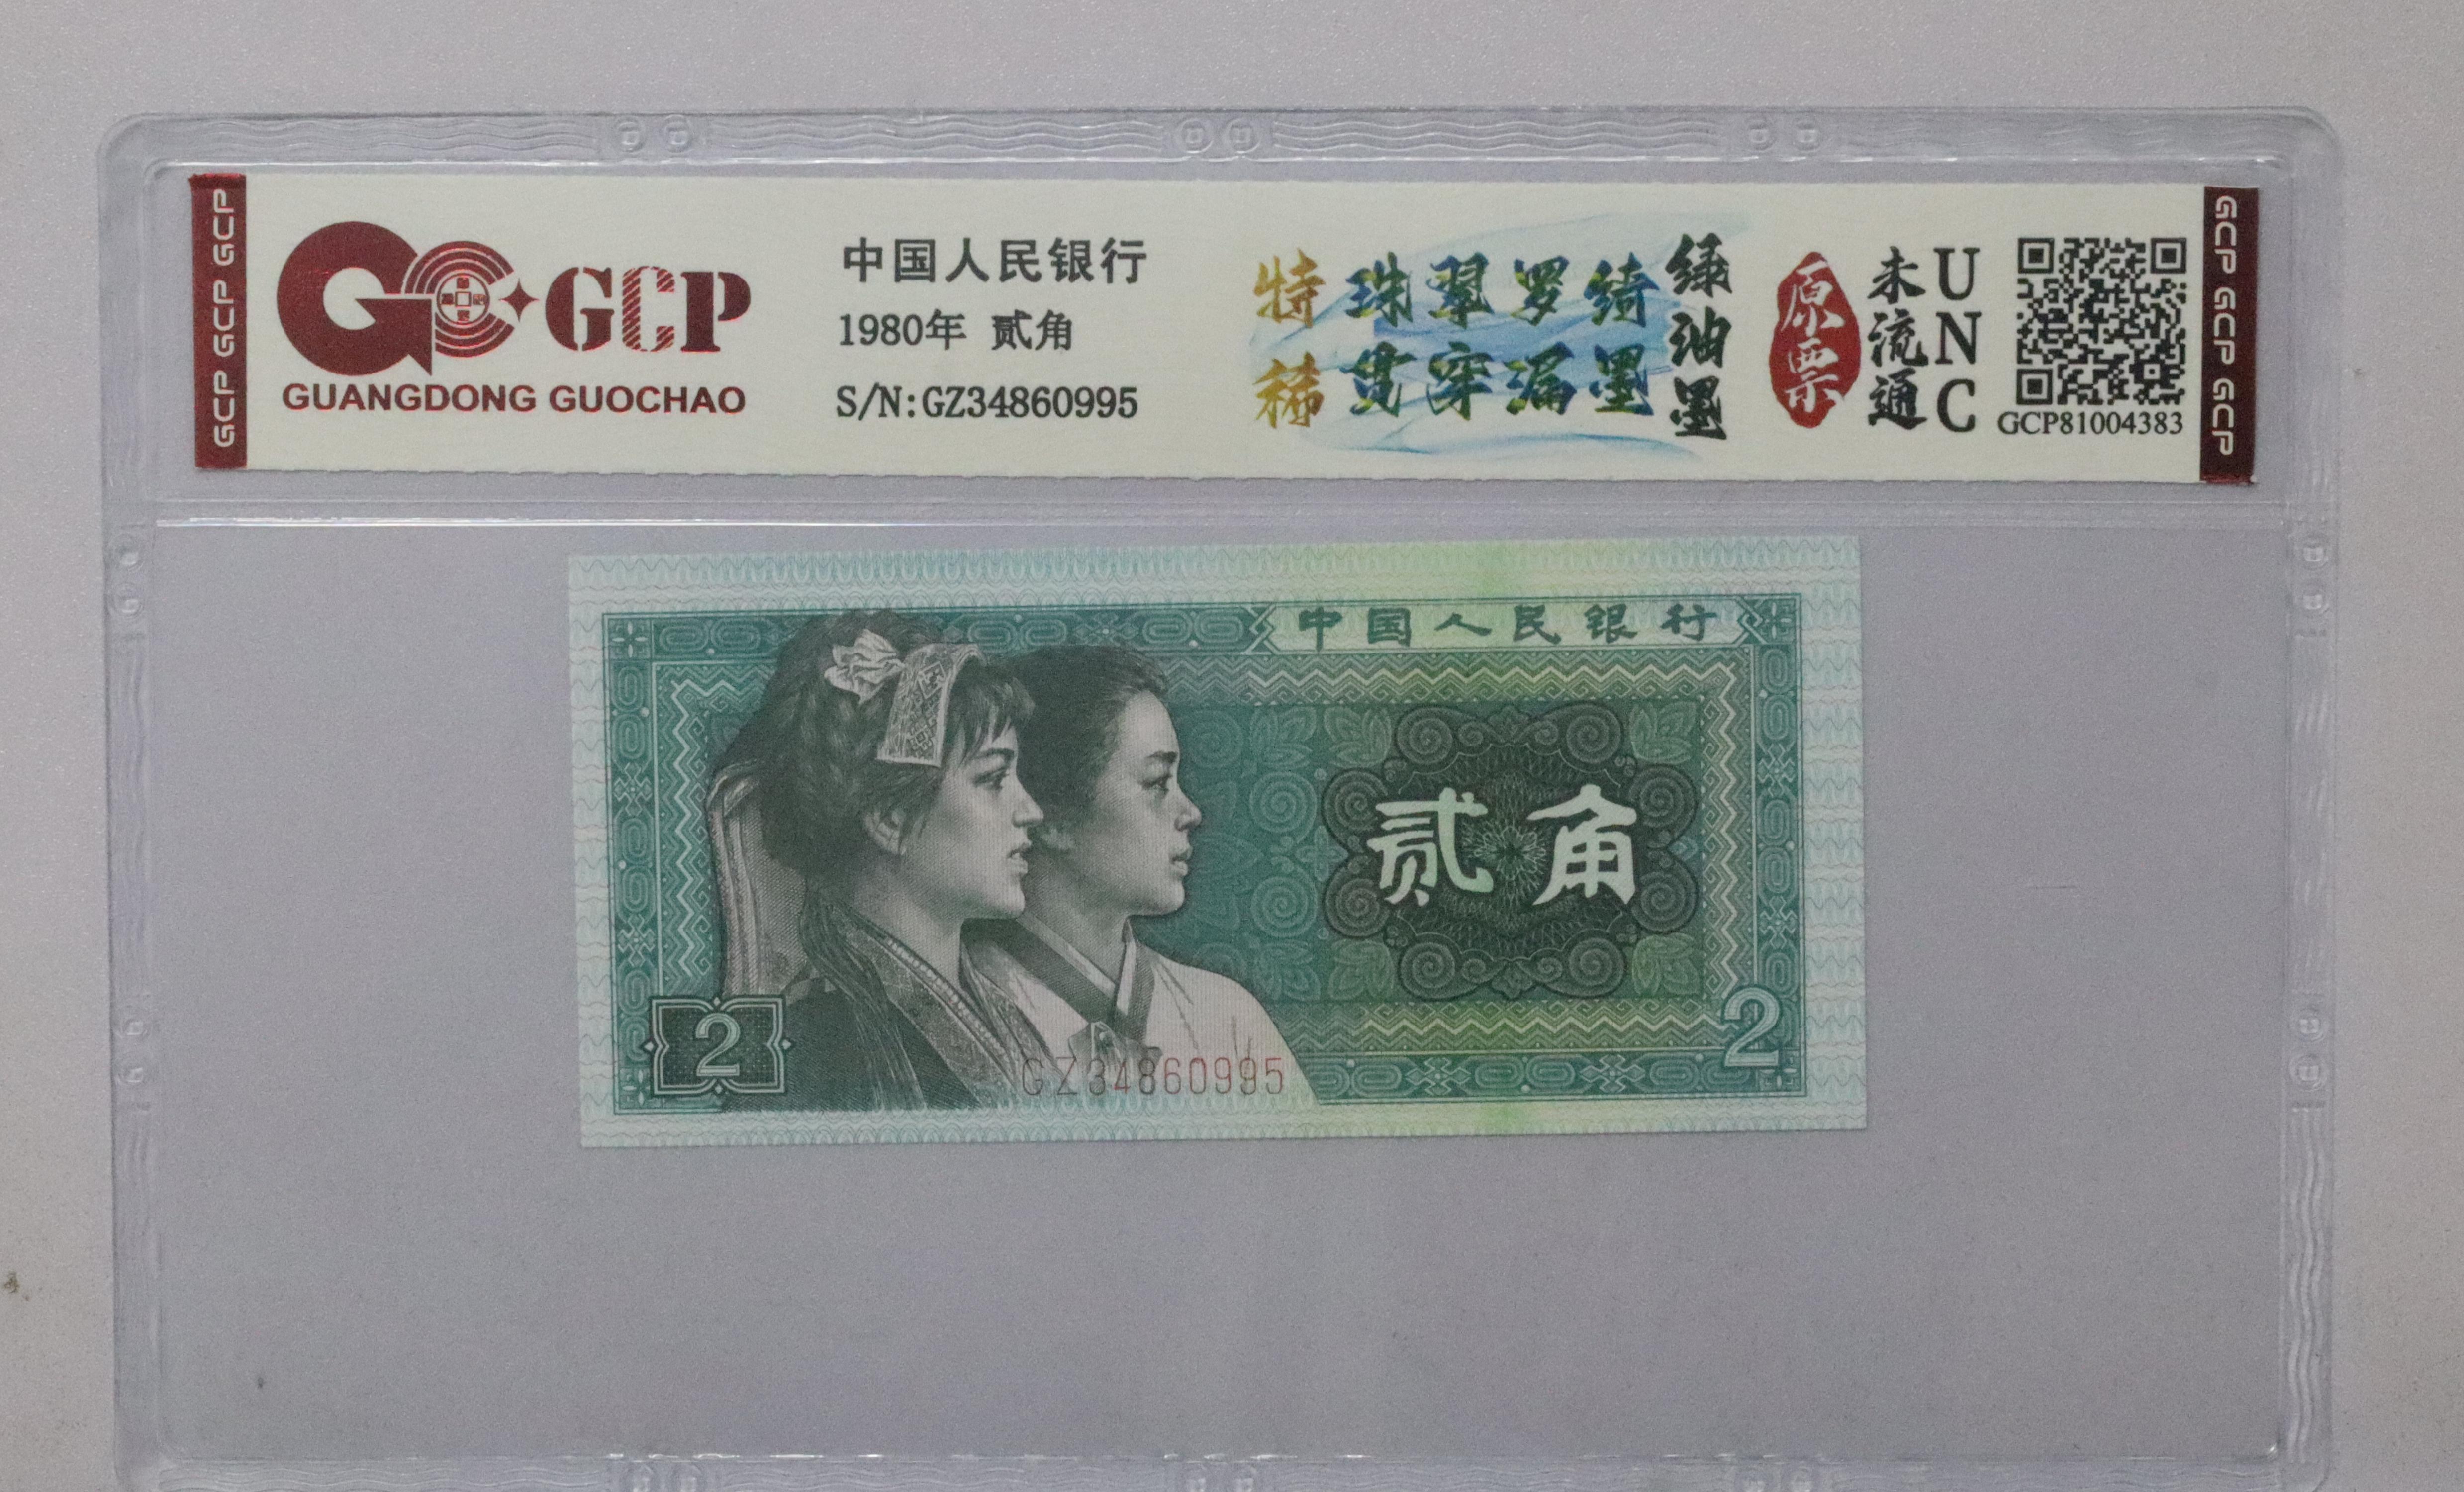 GCP GCP GCP
GCP
GUANGDONG GUOCHAO
中国人民银行
1980年 贰角
S/N:GZ34860995
特稀
珠翠罗绮
贯穿漏墨
绿油墨
原票
未流通
UNC
GCP81004383
GCP GCP GCP
中国人民银行
贰角
2
2
GZ34860995